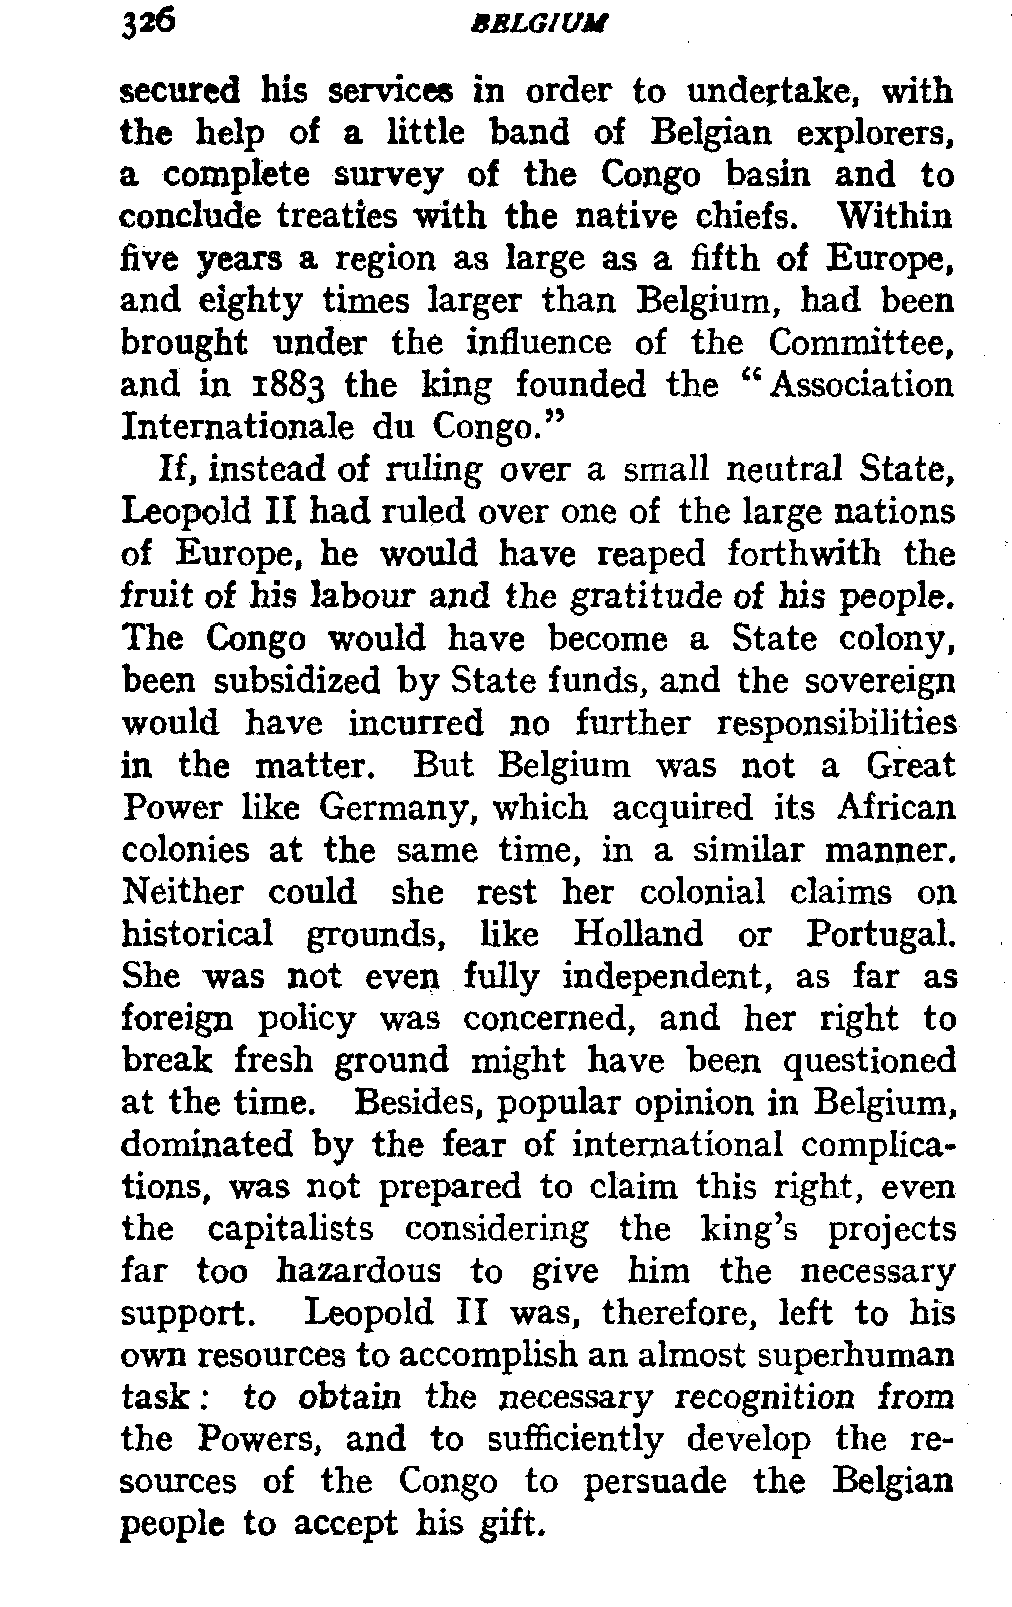 326 BELGIUM
secured his services in order to undertake, with
the help of a little band of Belgian explorers,
a complete survey of the Congo basin and to
conclude treaties with the native chiefs. Within
five years a region as large as a fifth of Europe,
and eighty times larger than Belgium, had been
brought under the influence of the Committee,
and in 1883 the king founded the “Association
Internationale du Congo.”
If, instead of ruling over a small neutral State,
Leopold II had ruled over one of the large nations
of Europe, he would have reaped forthwith the
fruit of his labour and the gratitude of his people.
The Congo would have become a State colony,
been subsidized by State funds, and the sovereign
would have incurred no further responsibilities
in the matter. But Belgium was not a Great
Power like Germany, which acquired its African
colonies at the same time, in a similar manner.
Neither could she rest her colonial claims on
historical grounds, like Holland or Portugal.
She was not even fully independent, as far as
foreign policy was concerned, and her right to
break fresh ground might have been questioned
at the time. Besides, popular opinion in Belgium,
dominated by the fear of international complica-
tions, was not prepared to claim this right, even
the capitalists considering the king's projects
far too hazardous to give him the necessary
support. Leopold II was, therefore, left to his
own resources to accomplish an almost superhuman
task : to obtain the necessary recognition from
the Powers, and to sufficiently develop the re-
sources of the Congo to persuade the Belgian
people to accept his gift.